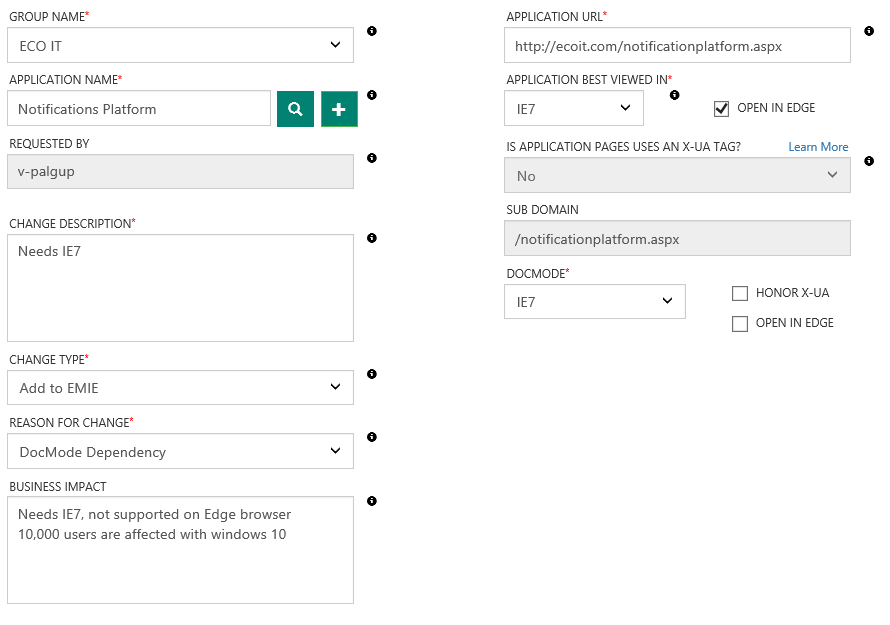 GROUP NAME*
ECO IT
APPLICATION NAME*
Notifications Platform
REQUESTED BY
v-palgup
CHANGE DESCRIPTION*
Needs IE7
CHANGE TYPE*
Add to EMIE
REASON FOR CHANGE*
DocMode Dependency
BUSINESS IMPACT
Needs IE7, not supported on Edge browser
10,000 users are affected with windows 10
APPLICATION URL*
http://ecoit.com/notificationplatform.aspx
APPLICATION BEST VIEWED IN*
IE7
OPEN IN EDGE
IS APPLICATION PAGES USES AN X-UA TAG? Learn More
No
SUB DOMAIN
/notificationplatform.aspx
DOCMODE*
IE7
HONOR X-UA
OPEN IN EDGE